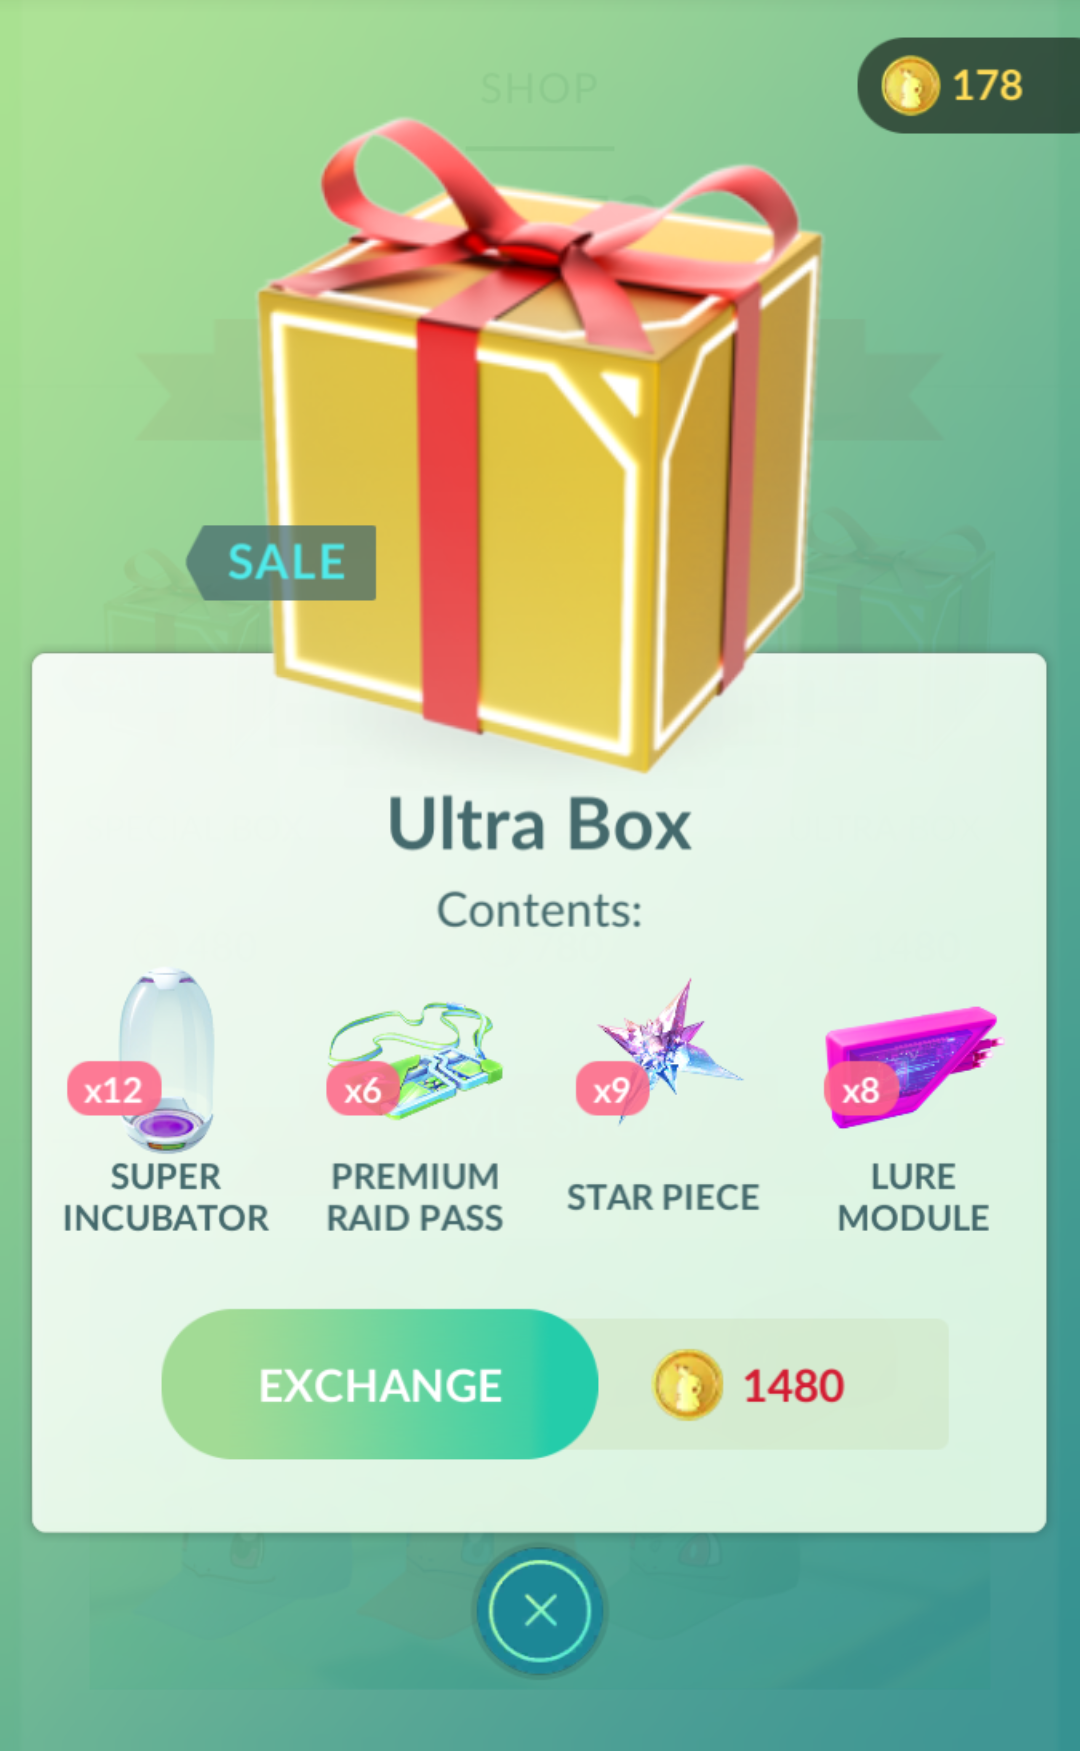 SHOP
178
SALE
Ultra Box
Contents:
x12
x6
x9
x8
SUPER
INCUBATOR
PREMIUM
RAID PASS
STAR PIECE
LURE
MODULE
EXCHANGE
1480